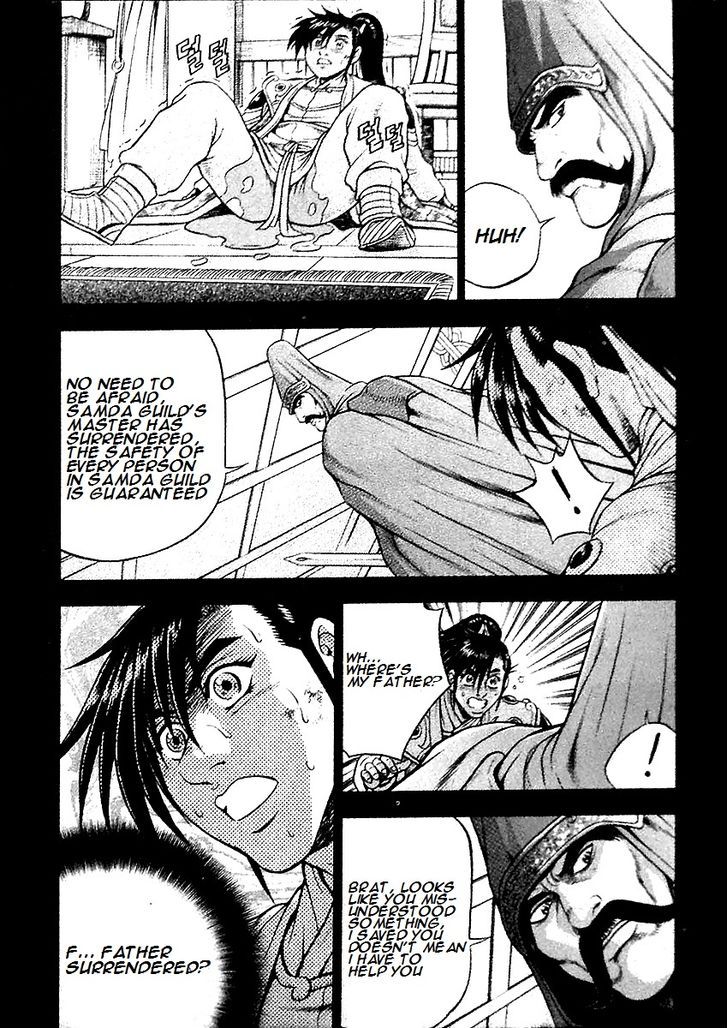 덜
덜
덜
덜
HUH!
NO NEED TO
BE AFRAID,
SAMDA GUILD'S
MASTER HAS
SURRENDERED,
THE SAFETY OF
EVERY PERSON
IN SAMDA GUILD
IS GUARANTEED
!
WH...
WHERE'S
MY FATHER?
!
F... FATHER
SURRENDERED?
BRAT, LOOKS
LIKE YOU MIS-
UNDERSTOOD
SOMETHING,
I SAVED YOU
DOESN'T MEAN
I HAVE TO
HELP YOU